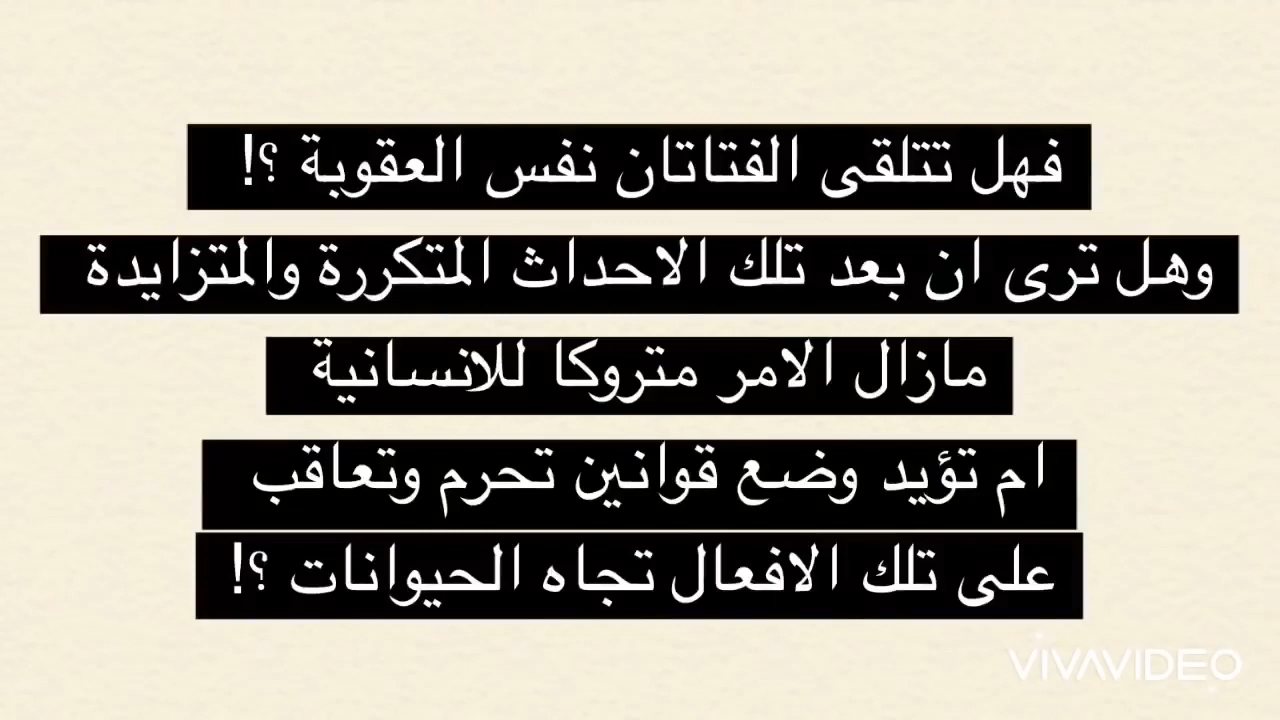 فهل تتلقى الفتاتان نفس العقوبة ؟!
وهل ترى ان بعد تلك الاحداث المتكررة والمتزايدة
مازال الامر متروكا للانسانية
ام تؤيد وضع قوانين تحرم وتعاقب
على تلك الافعال تجاه الحيوانات ؟!
VIVAVIDEO